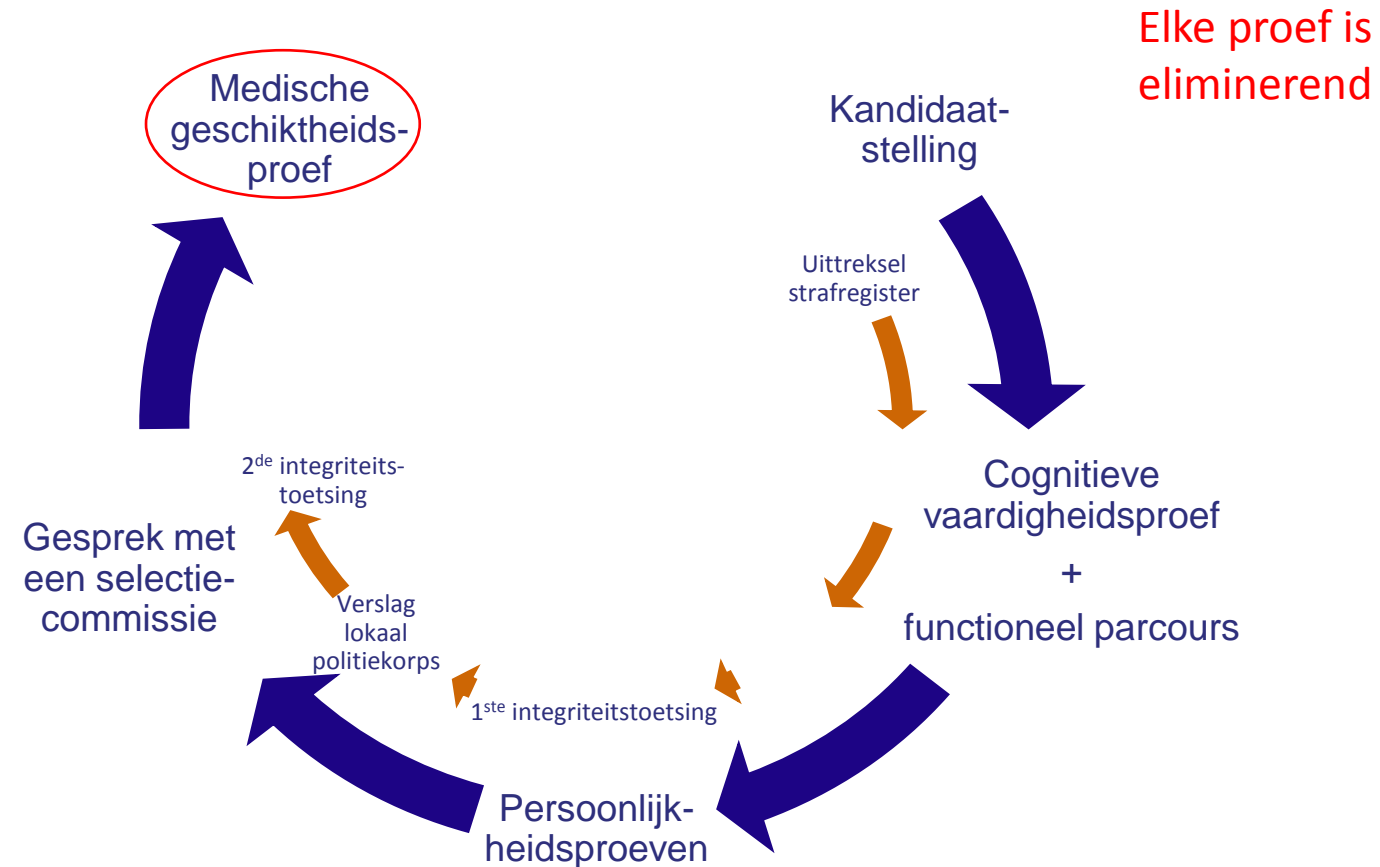 Elke proef is
eliminerend
Medische
geschiktheids-
proef
Kandidaat-
stelling
Uittreksel
strafregister
Cognitieve
vaardigheidsproef
+
functioneel parcours
2de integriteits-
toetsing
Gesprek met
een selectie-
commissie
Verslag
lokaal
politiekorps
1ste integriteitstoetsing
Persoonlijk-
heidsproeven